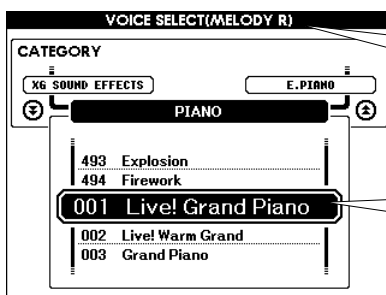 VOICE SELECT(MELODY R)
CATEGORY
XG SOUND EFFECTS
E.PIANO
PIANO
493 Explosion
494 Firework
001 Live! Grand Piano
002 Live! Warm Grand
003 Grand Piano